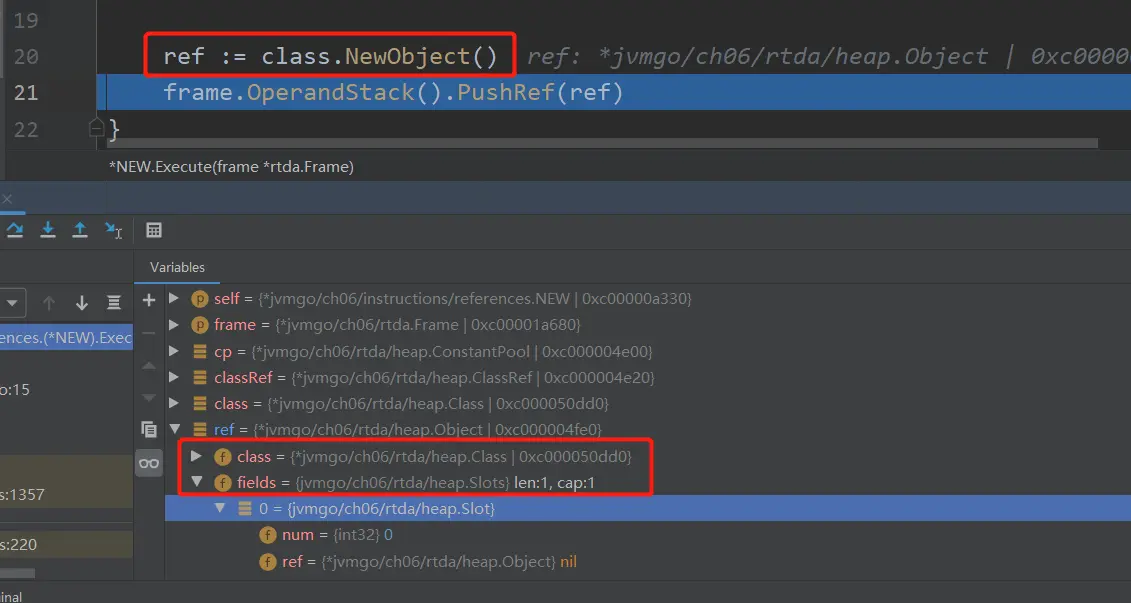 19
20 ref := class.NewObject() ref: *jvmgo/ch06/rtda/heap.Object | 0xc0000
21 frame.OperandStack().PushRef(ref)
22 }
*NEW.Execute(frame *rtda.Frame)
Variables
self = {*jvmgo/ch06/instructions/references.NEW | 0xc00000a330}
frame = {*jvmgo/ch06/rtda.Frame | 0xc00001a680}
ences.(*NEW).Exec
cp = {*jvmgo/ch06/rtda/heap.ConstantPool | 0xc000004e00}
o:15
classRef = {*jvmgo/ch06/rtda/heap.ClassRef | 0xc000004e20}
class = {*jvmgo/ch06/rtda/heap.Class | 0xc000050dd0}
ref = {*jvmgo/ch06/rtda/heap.Object | 0xc000004fe0}
class = {*jvmgo/ch06/rtda/heap.Class | 0xc000050dd0}
fields = {jvmgo/ch06/rtda/heap.Slots} len:1, cap:1
s:1357
0 = {jvmgo/ch06/rtda/heap.Slot}
num = {int32} 0
s:220
ref = {*jvmgo/ch06/rtda/heap.Object} nil
inal